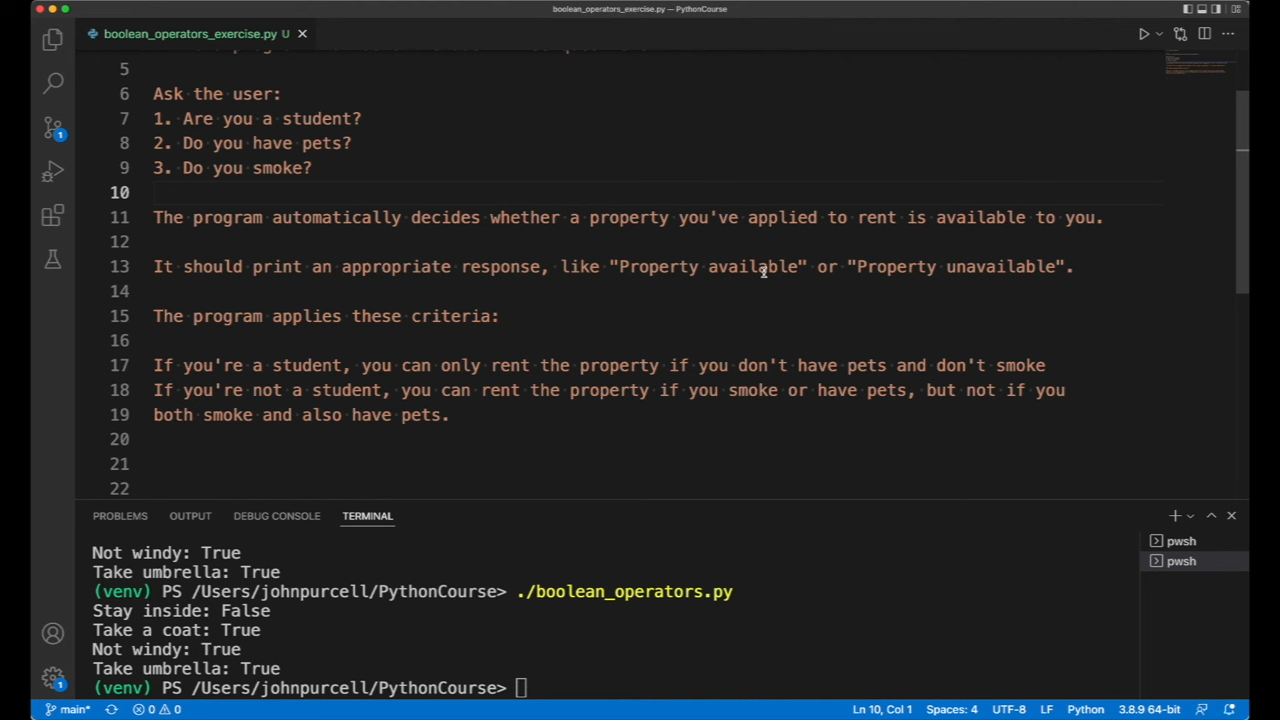 boolean_operators_exercise.py — PythonCourse
boolean_operators_exercise.py U
5
6 Ask the user:
7 1. Are you a student?
8 2. Do you have pets?
9 3. Do you smoke?
10
11 The program automatically decides whether a property you've applied to rent is available to you.
12
13 It should print an appropriate response, like "Property available" or "Property unavailable".
14
15 The program applies these criteria:
16
17 If you're a student, you can only rent the property if you don't have pets and don't smoke
18 If you're not a student, you can rent the property if you smoke or have pets, but not if you
19 both smoke and also have pets.
20
21
22
PROBLEMS OUTPUT DEBUG CONSOLE TERMINAL
Not windy: True
Take umbrella: True
(venv) PS /Users/johnpurcell/PythonCourse> ./boolean_operators.py
Stay inside: False
Take a coat: True
Not windy: True
Take umbrella: True
(venv) PS /Users/johnpurcell/PythonCourse>
pwsh
pwsh
1
1
main* 0 0 Ln 10, Col 1 Spaces: 4 UTF-8 LF Python 3.8.9 64-bit